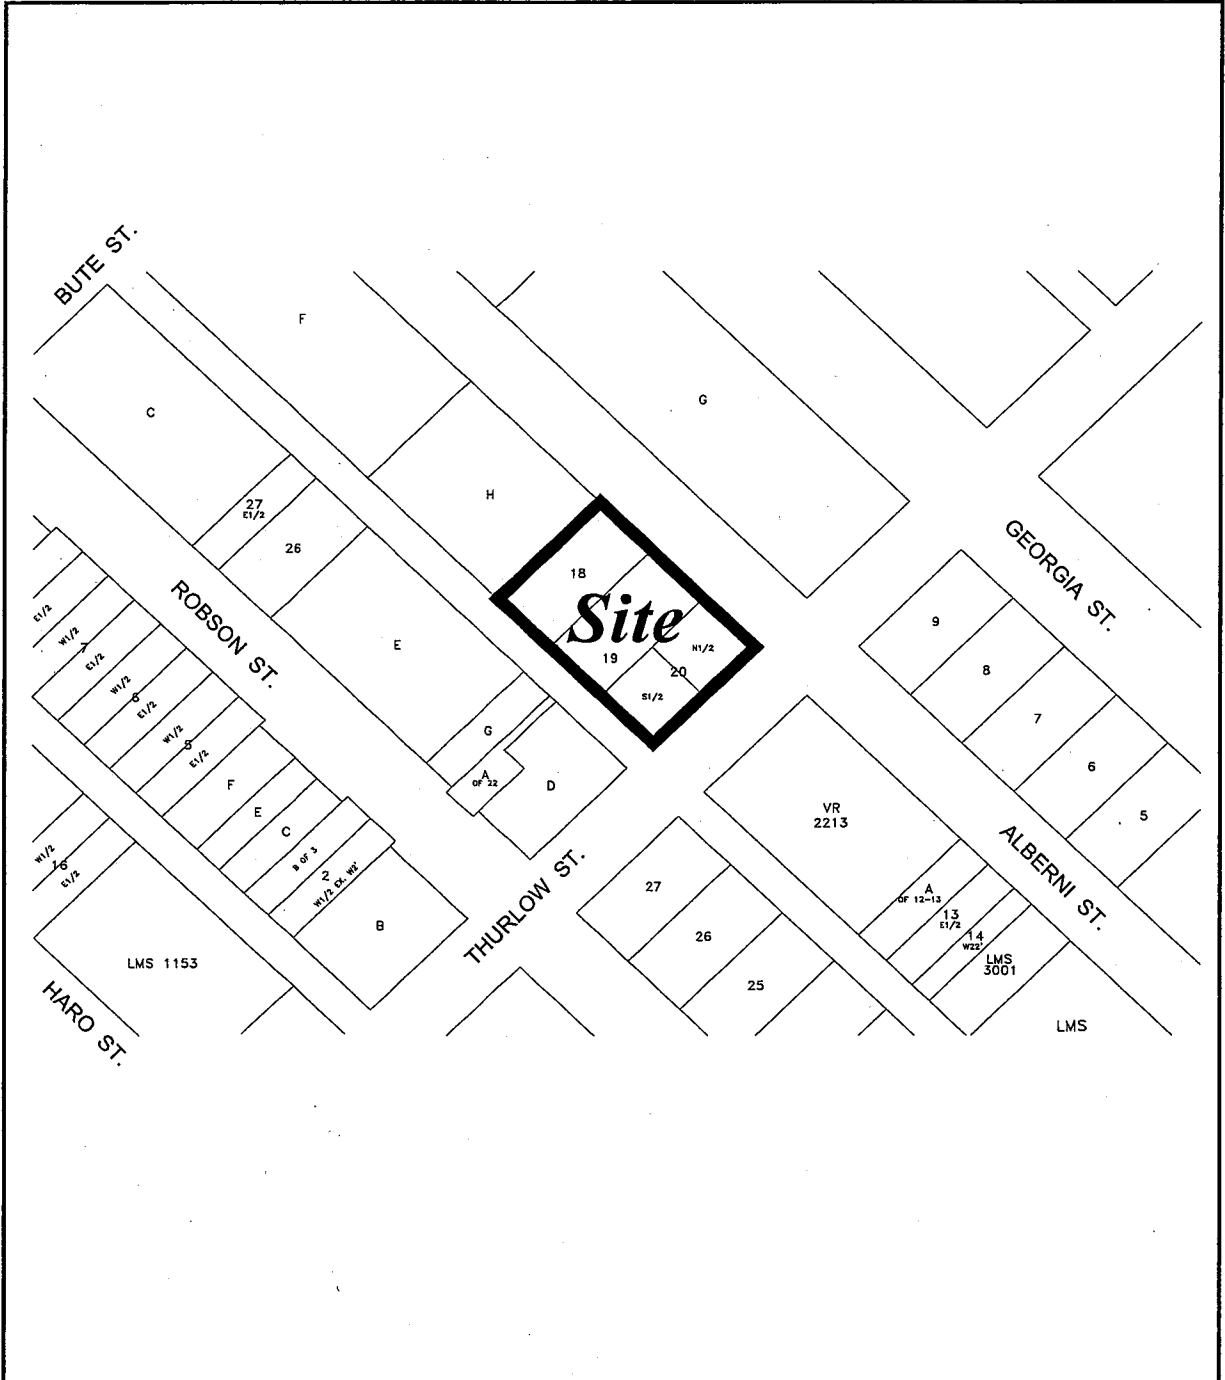 BUTE ST.
F
C
G
H
27
E1/2
26
GEORGIA ST.
18
Site
19
N1/2
20
S1/2
ROBSON ST.
E
9
8
7
6
5
E1/2
W1/2
7
E1/2
W1/2
6
E1/2
W1/2
5
E1/2
F
E
C
B OF 3
2
W1/2 EX. W2'
B
G
A
OF 22
D
VR
2213
ALBERNI ST.
THURLOW ST.
27
26
25
A
OF 12-13
13
E1/2
14
W22'
LMS
3001
LMS
W1/2
16
E1/2
LMS 1153
HARO ST.